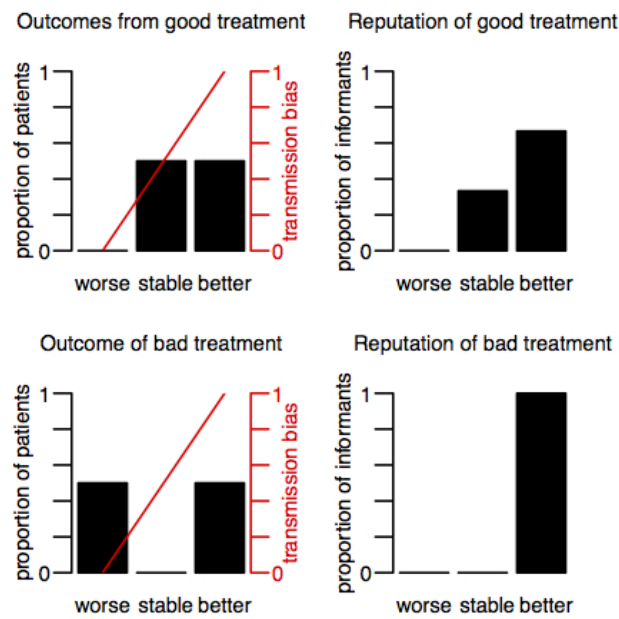 Outcomes from good treatment
proportion of patients
1
0
1
0
transmission bias
worse stable better
Reputation of good treatment
proportion of informants
1
0
worse stable better
Outcome of bad treatment
proportion of patients
1
0
1
0
transmission bias
worse stable better
Reputation of bad treatment
proportion of informants
1
0
worse stable better